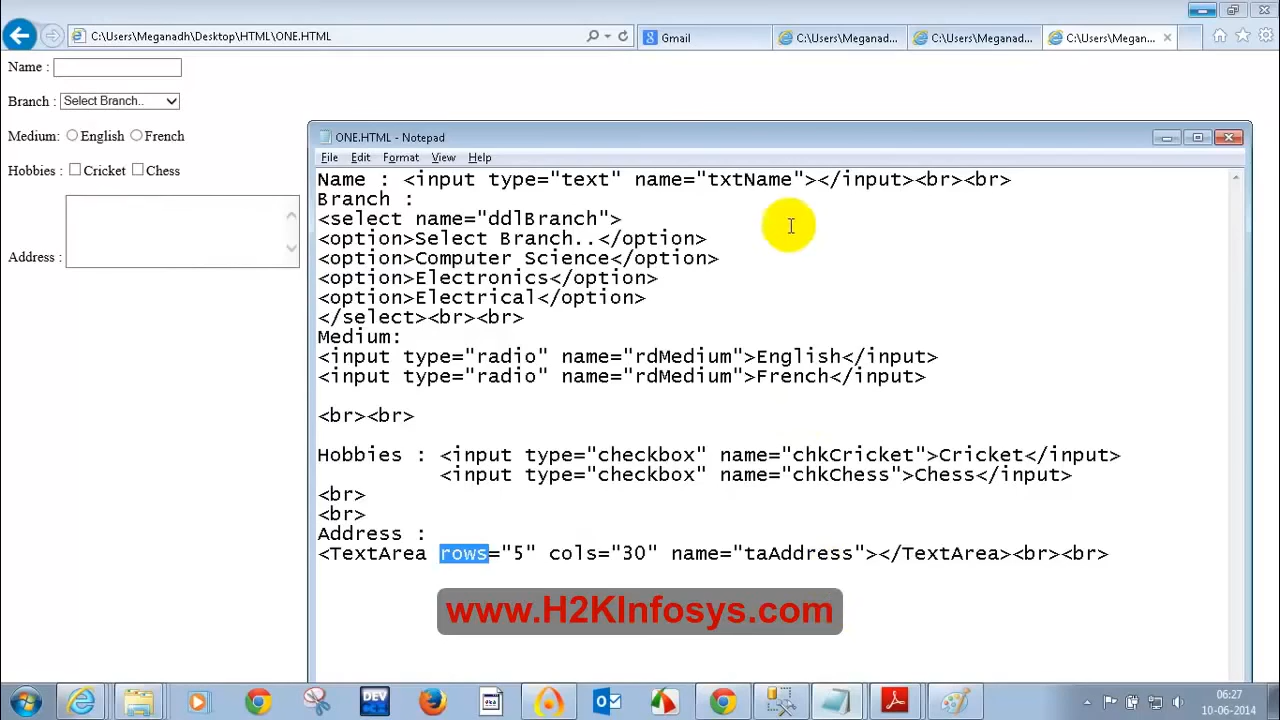 C:\Users\Meganadh\Desktop\HTML\ONE.HTML
Gmail
C:\Users\Meganad...
C:\Users\Meganad...
C:\Users\Megan...
Name :
Branch : Select Branch..
Medium: English French
Hobbies : Cricket Chess
Address :
ONE.HTML - Notepad
File Edit Format View Help
Name : <input type="text" name="txtName"></input><br><br>
Branch :
<select name="ddlBranch">
<option>Select Branch..</option>
<option>Computer Science</option>
<option>Electronics</option>
<option>Electrical</option>
</select><br><br>
Medium:
<input type="radio" name="rdMedium">English</input>
<input type="radio" name="rdMedium">French</input>
<br><br>
Hobbies : <input type="checkbox" name="chkCricket">Cricket</input>
<input type="checkbox" name="chkChess">Chess</input>
<br>
<br>
Address :
<TextArea rows="5" cols="30" name="taAddress"></TextArea><br><br>
www.H2KInfosys.com
DEV
06:27
10-06-2014